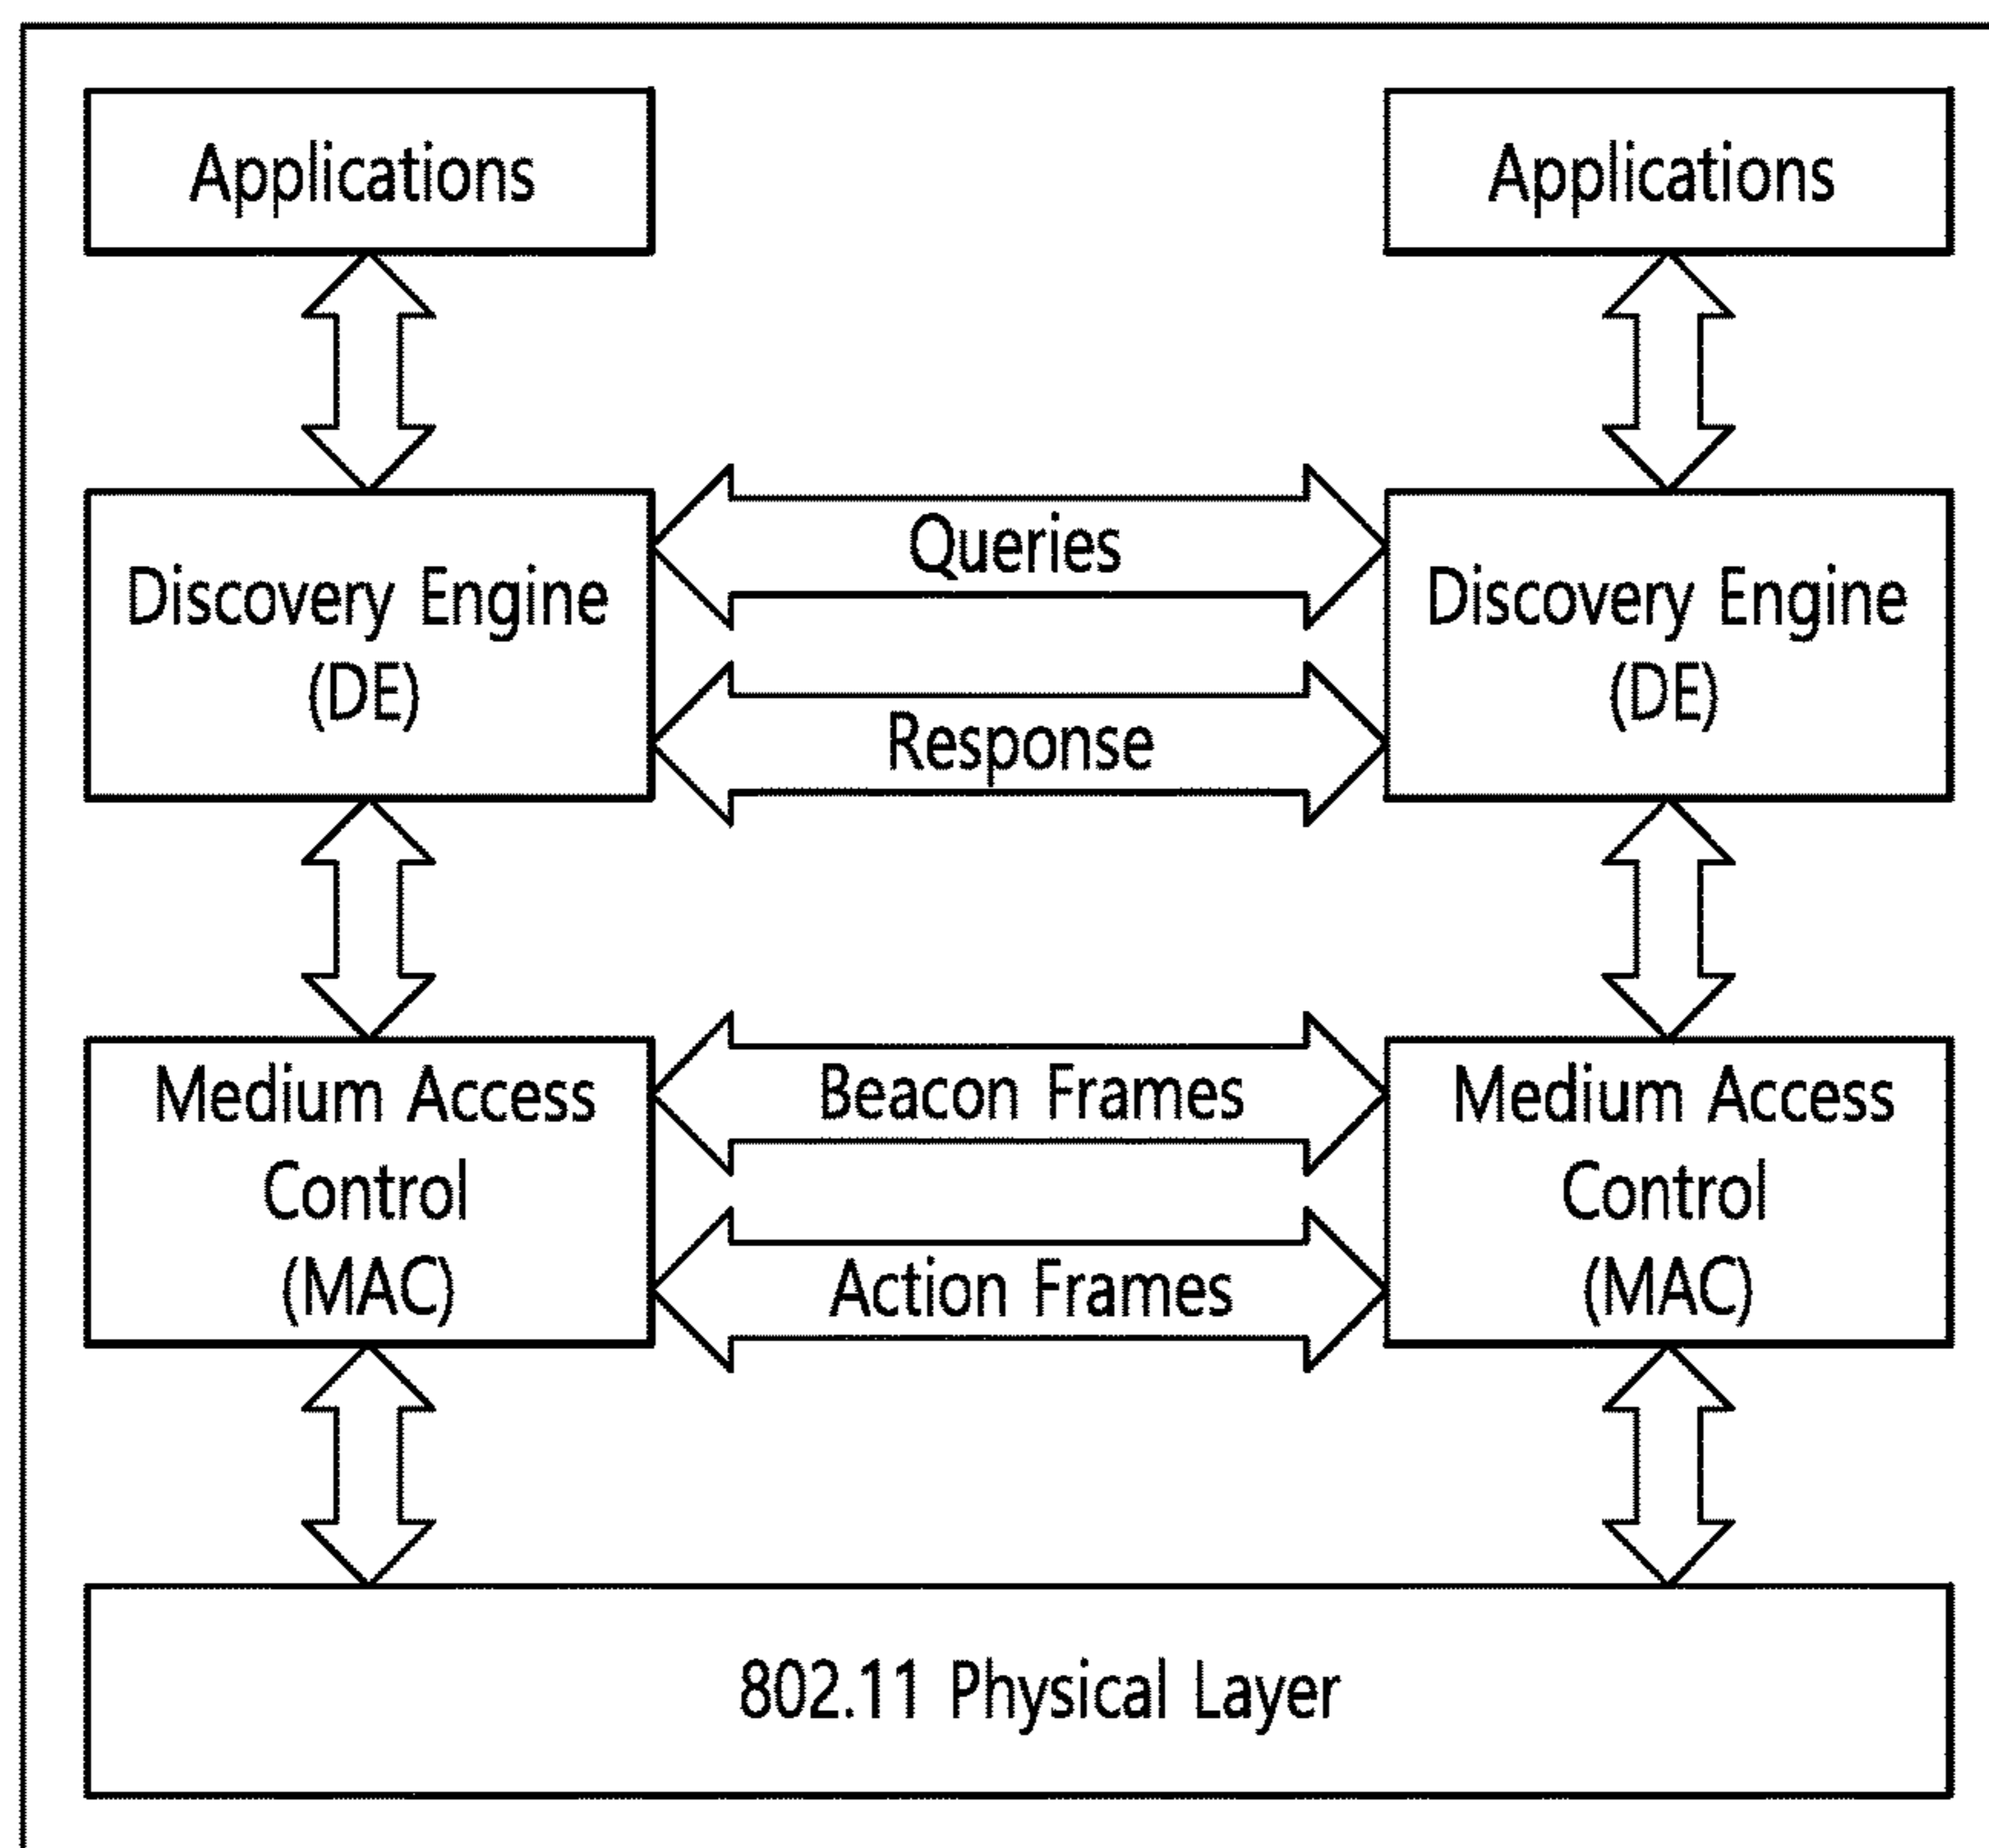 Applications
Applications
Queries
Discovery Engine
(DE)
Discovery Engine
(DE)
Response
Beacon Frames
Medium Access
Control
(MAC)
Medium Access
Control
(MAC)
Action Frames
802.11 Physical Layer